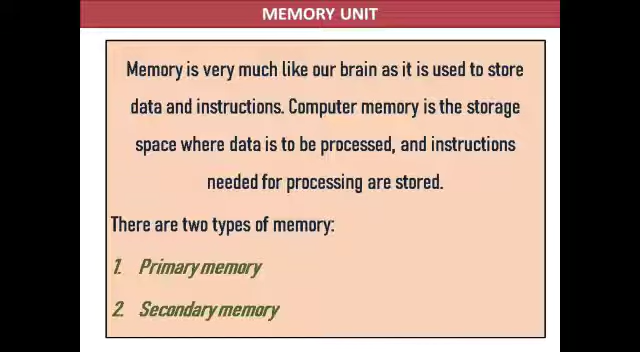 MEMORY UNIT
Memory is very much like our brain as it is used to store
data and instructions. Computer memory is the storage
space where data is to be processed, and instructions
needed for processing are stored.
There are two types of memory:
1. Primary memory
2. Secondary memory